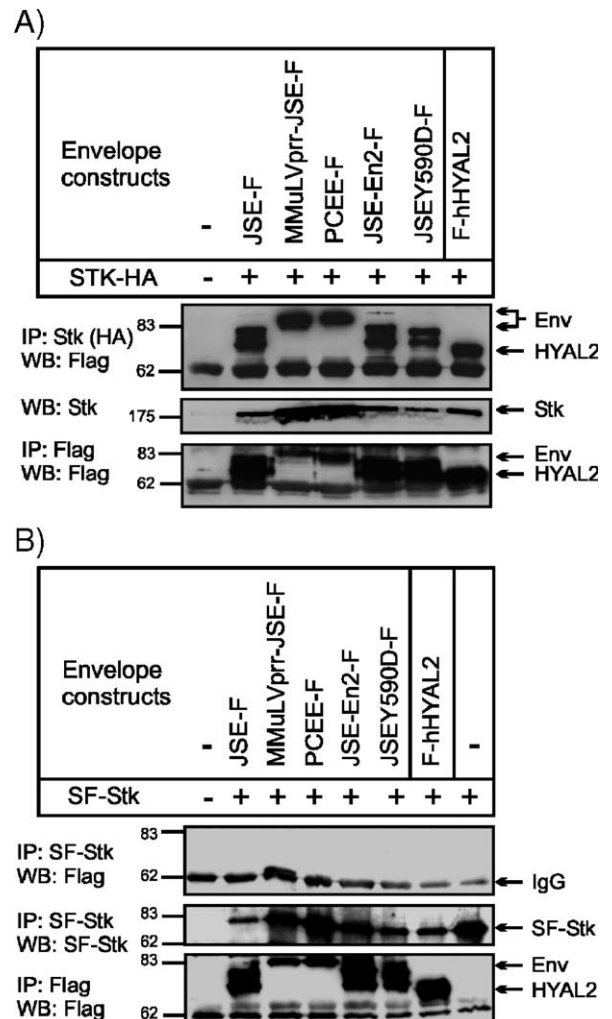 A)
Envelope
constructs
-
JSE-F
MMuLVprr-JSE-F
PCEE-F
JSE-En2-F
JSEY590D-F
F-hHYAL2
STK-HA
- + + + + + +
IP: Stk (HA)
WB: Flag
83
62
Env
HYAL2
WB: Stk
175
Stk
IP: Flag
WB: Flag
83
62
Env
HYAL2
B)
Envelope
constructs
-
JSE-F
MMuLVprr-JSE-F
PCEE-F
JSE-En2-F
JSEY590D-F
F-hHYAL2
-
SF-Stk
- + + + + + + +
IP: SF-Stk
WB: Flag
83
62
IgG
IP: SF-Stk
WB: SF-Stk
83
62
SF-Stk
IP: Flag
WB: Flag
83
62
Env
HYAL2